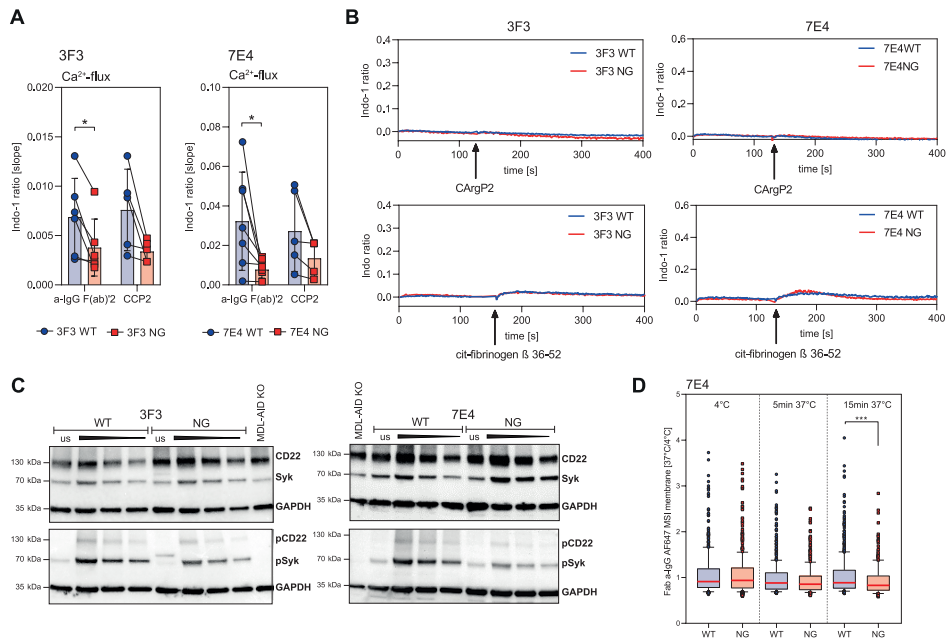 A
3F3
Ca²⁺-flux
Indo-1 ratio [slope]
0.020
0.015
0.010
0.005
0.000
*
a-IgG F(ab)'2
CCP2
3F3 WT
3F3 NG
7E4
Ca²⁺-flux
Indo-1 ratio [slope]
0.10
0.08
0.06
0.04
0.02
0.00
*
a-IgG F(ab)'2
CCP2
7E4 WT
7E4 NG
B
3F3
Indo-1 ratio
0.4
0.3
0.2
0.1
0.0
3F3 WT
3F3 NG
0
100
200
300
400
time [s]
CArgP2
7E4
0.6
0.4
0.2
0.0
7E4WT
7E4NG
0
100
200
300
400
time [s]
CArgP2
Indo ratio
0.4
0.3
0.2
0.1
0.0
3F3 WT
3F3 NG
0
100
200
300
400
time [s]
cit-fibrinogen ß 36-52
0.6
0.4
0.2
0.0
7E4 WT
7E4 NG
0
100
200
300
400
time [s]
cit-fibrinogen ß 36-52
C
3F3
us
WT
us
NG
MDL-AID KO
130 kDa
70 kDa
35 kDa
CD22
Syk
GAPDH
130 kDa
70 kDa
35 kDa
pCD22
pSyk
GAPDH
7E4
MDL-AID KO
us
WT
us
NG
130 kDa
70 kDa
35 kDa
CD22
Syk
GAPDH
130 kDa
70 kDa
35 kDa
pCD22
pSyk
GAPDH
D
7E4
Fab a-IgG AF647 MSI membrane [37°C/4°C]
5
4
3
2
1
0
4°C
5min 37°C
15min 37°C
***
WT
NG
WT
NG
WT
NG